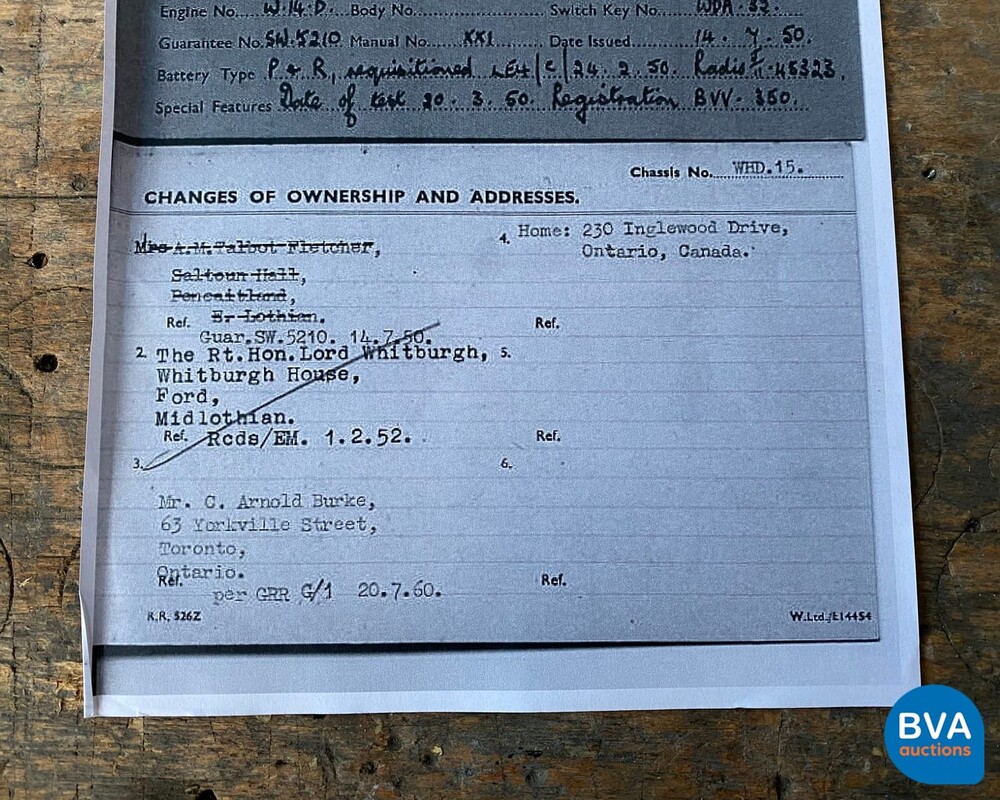 Engine No. W.14.D. Body No. Switch Key No. WDA.33.
Guarantee No. SW.5210 Manual No. XXI Date Issued 14.7.50.
Battery Type P & R, requisitioned LE4/C/24.2.50. Radio 45323.
Special Features Date of test 20.3.50. Registration BVV.350.
Chassis No. WHD.15.
CHANGES OF OWNERSHIP AND ADDRESSES.
Mrs A.M.Talbot Fletcher,
Saltoun Hall,
Pencaitland,
E. Lothian.
Ref.
Guar.SW.5210. 14.7.50.
2. The Rt.Hon.Lord Whitburgh,
Whitburgh House,
Ford,
Midlothian.
Ref. Rcds/EM. 1.2.52.
3.
Mr. C. Arnold Burke,
63 Yorkville Street,
Toronto,
Ontario.
Ref.
per GRR G/1 20.7.60.
R.R. 526Z
4. Home: 230 Inglewood Drive,
Ontario, Canada.
Ref.
5.
Ref.
6.
Ref.
W.Ltd./E14454
BVA
auctions